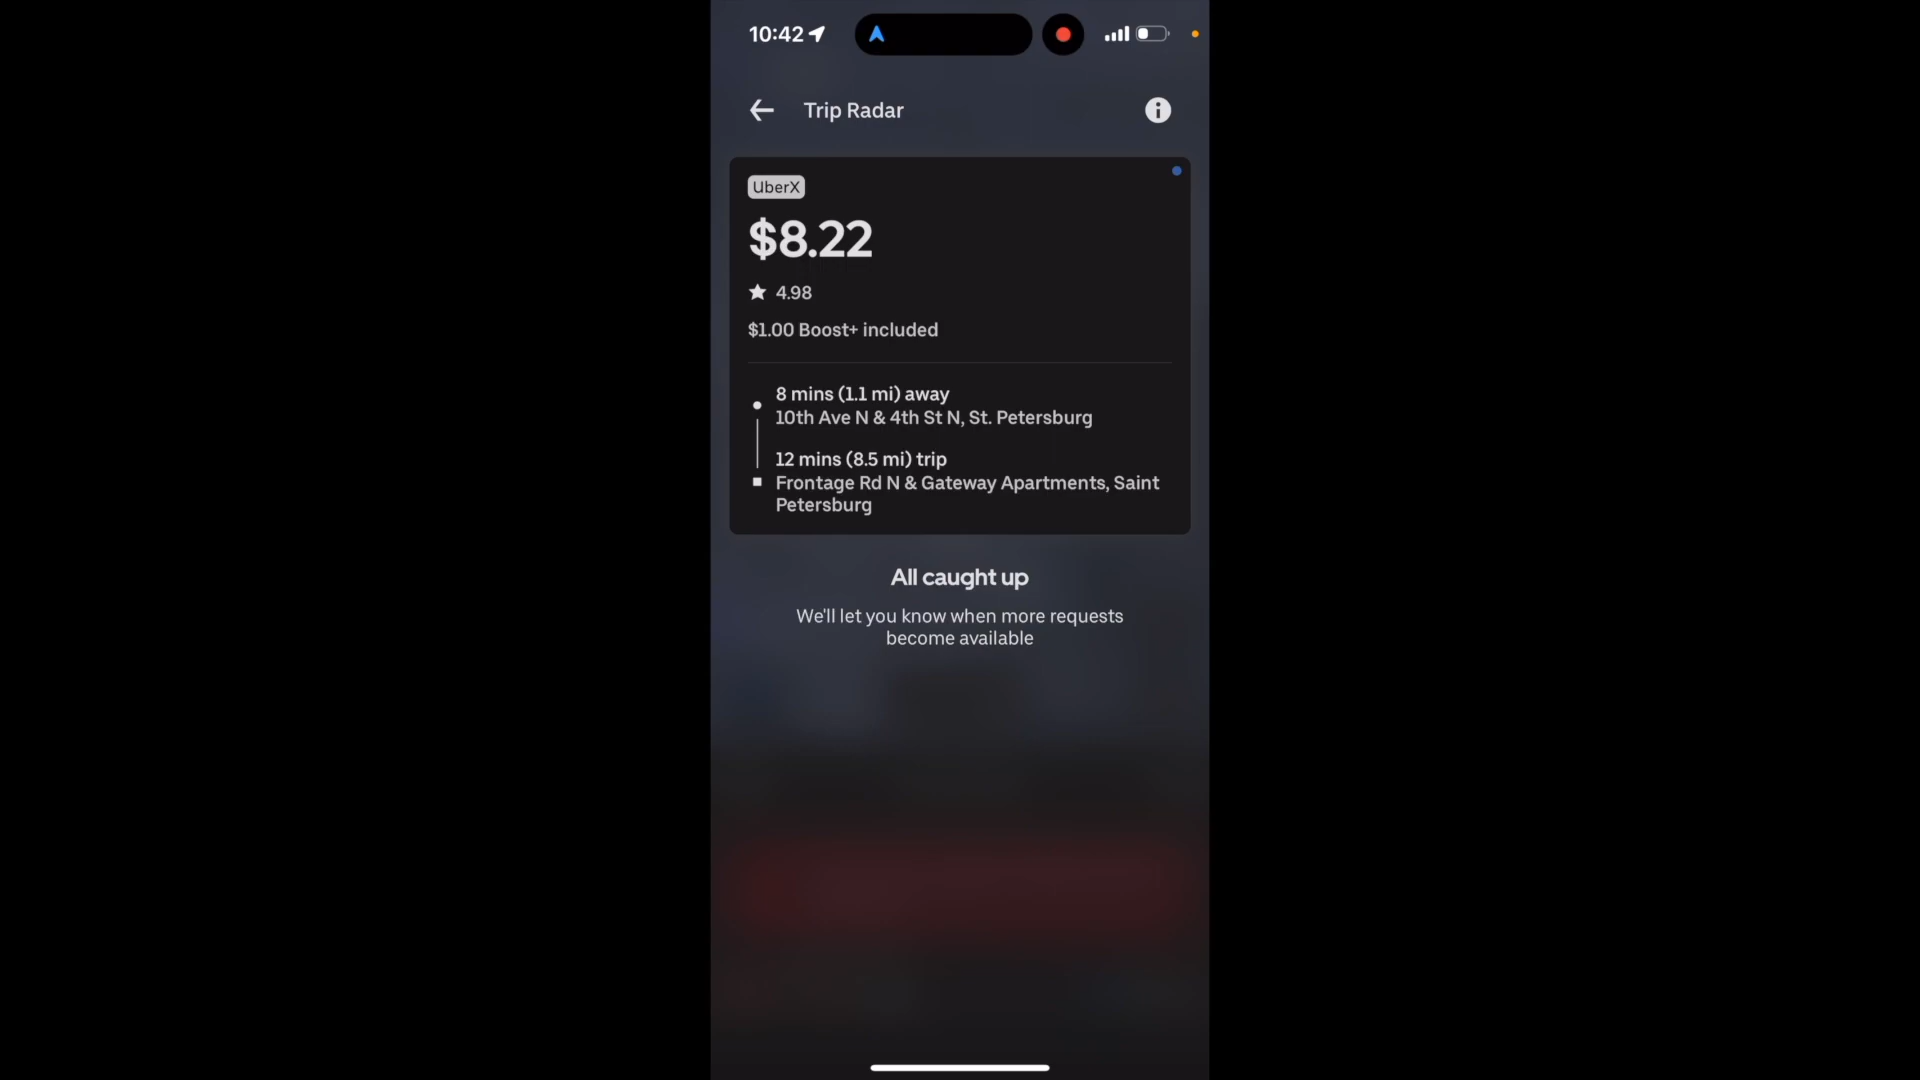 10:42
Trip Radar
UberX
$8.22
4.98
$1.00 Boost+ included
8 mins (1.1 mi) away
10th Ave N & 4th St N, St. Petersburg
12 mins (8.5 mi) trip
Frontage Rd N & Gateway Apartments, Saint
Petersburg
All caught up
We'll let you know when more requests
become available